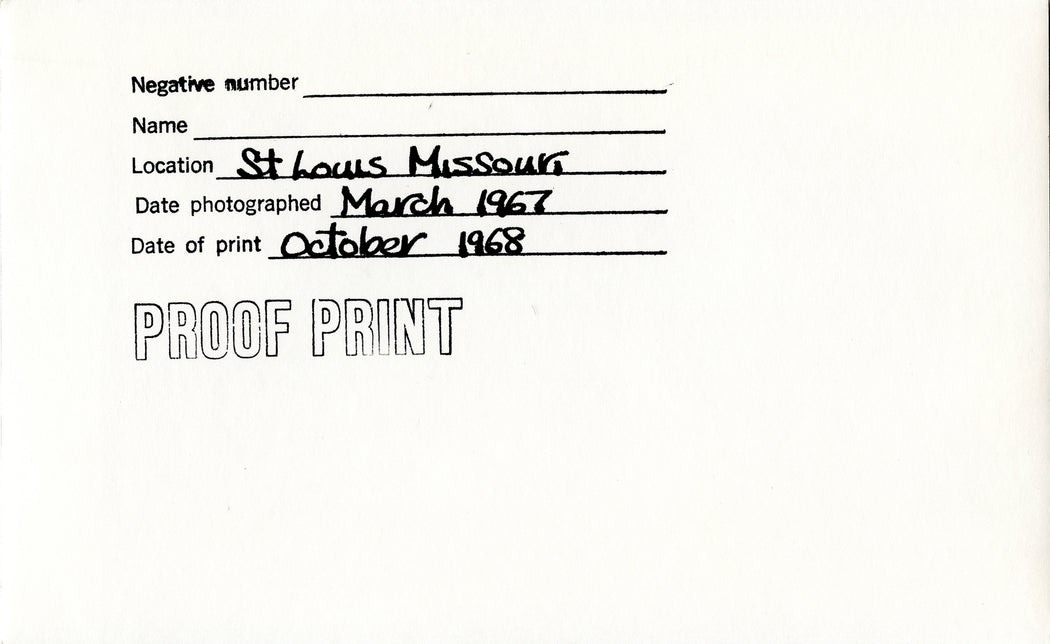 Negative number
Name
Location St Louis Missouri
Date photographed March 1967
Date of print October 1968
PROOF PRINT